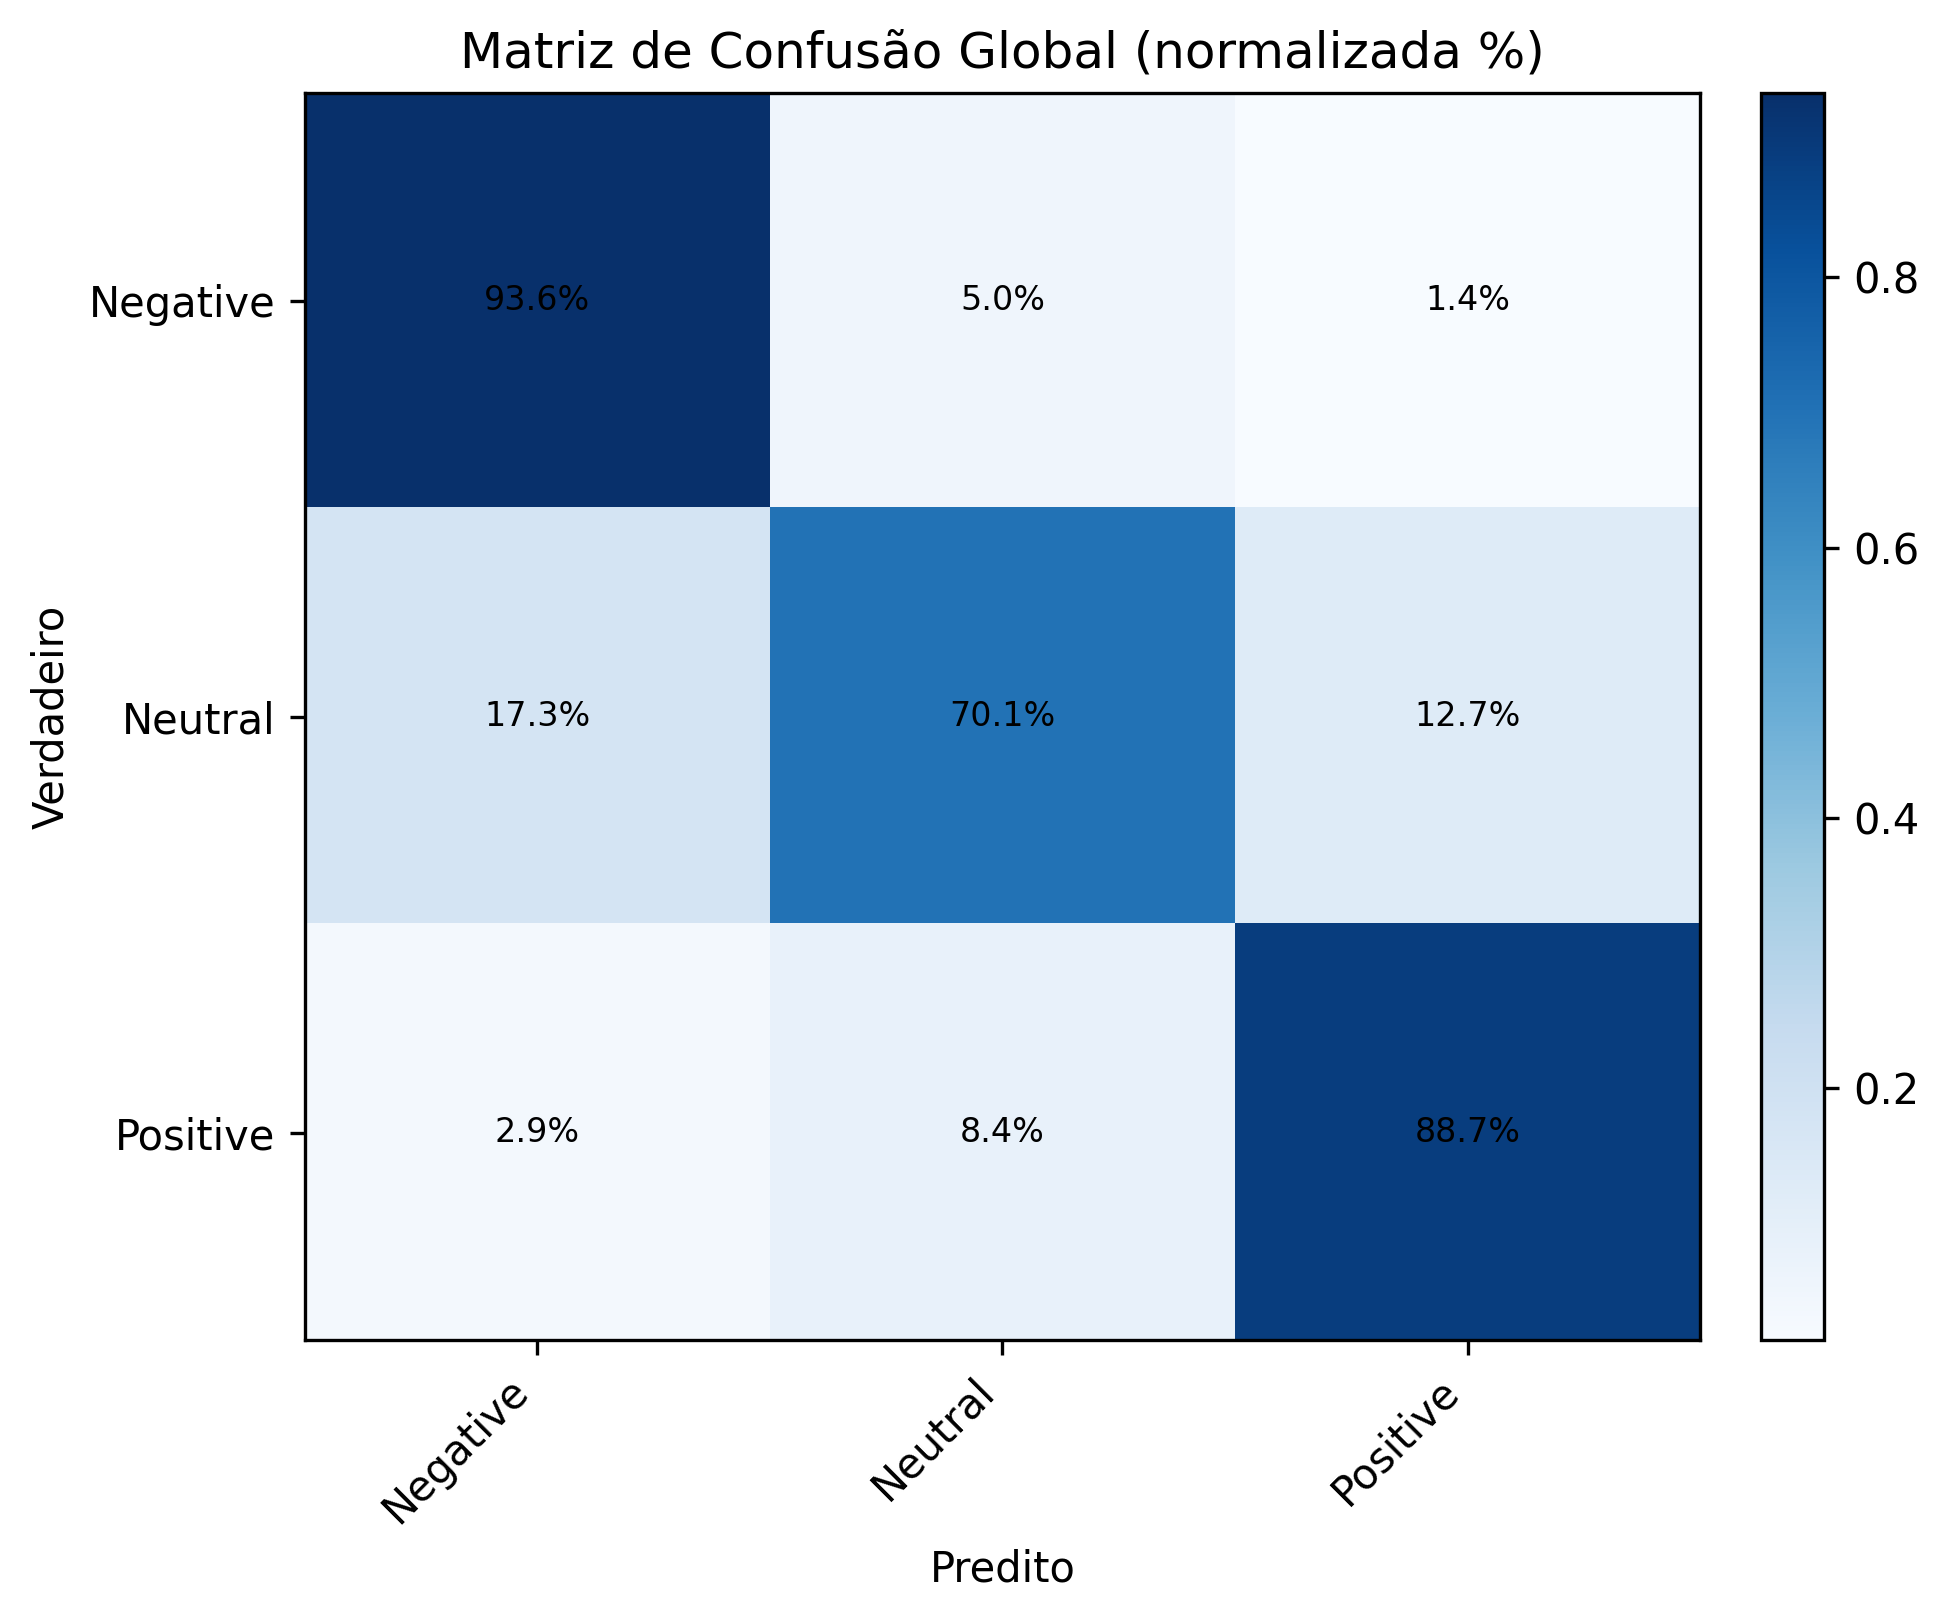 Matriz de Confusão Global (normalizada %)
Verdadeiro
Negative
93.6%
5.0%
1.4%
Neutral
17.3%
70.1%
12.7%
Positive
2.9%
8.4%
88.7%
Negative
Neutral
Positive
Predito
0.8
0.6
0.4
0.2